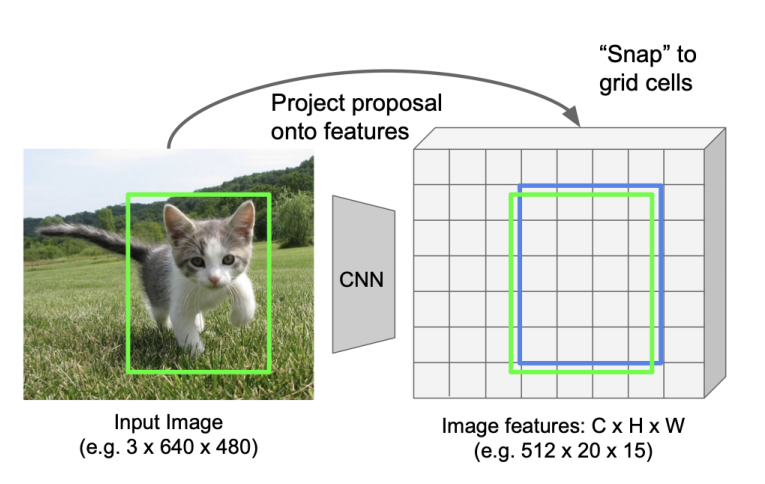 “Snap” to
grid cells
Project proposal
onto features
CNN
Input Image
(e.g. 3 x 640 x 480)
Image features: C x H x W
(e.g. 512 x 20 x 15)